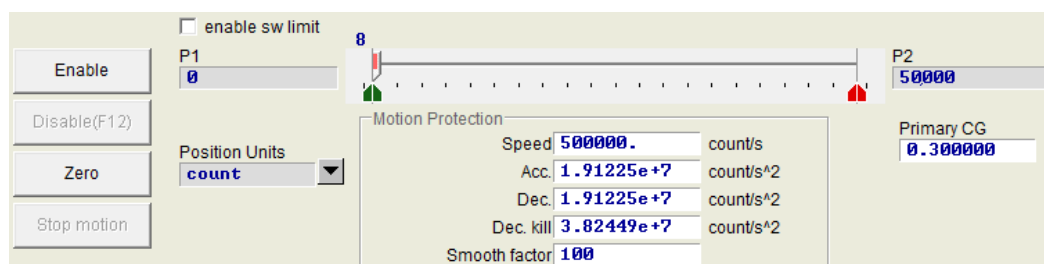 enable sw limit
8
Enable
P1
0
P2
50000
Disable(F12)
Motion Protection
Speed 500000. count/s
Primary CG
0.300000
Position Units
count
Zero
Acc. 1.91225e+7 count/s^2
Dec. 1.91225e+7 count/s^2
Stop motion
Dec. kill 3.82449e+7 count/s^2
Smooth factor 100